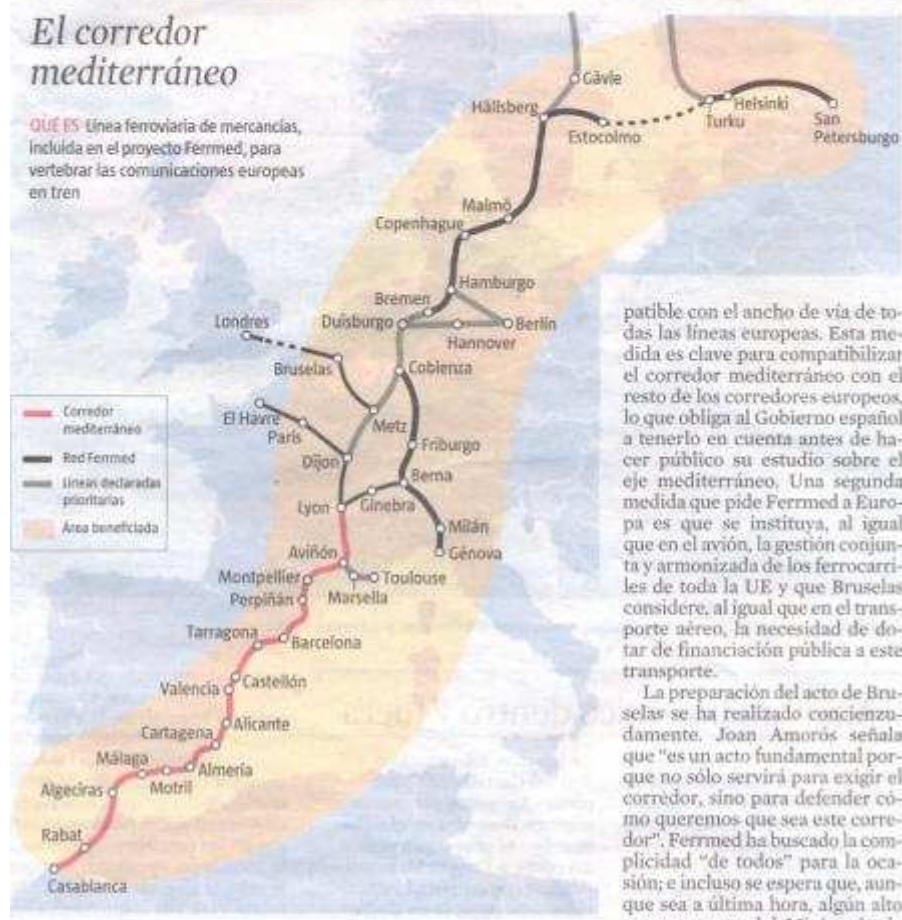 El corredor
mediterráneo
QUÉ ES Línea ferroviaria de mercancías,
incluida en el proyecto Ferrmed, para
vertebrar las comunicaciones europeas
en tren
Gävle
Hällsberg
Estocolmo
Helsinki
Turku
San
Petersburgo
Malmö
Copenhague
Hamburgo
Bremen
Duisburgo
Berlín
Hannover
Londres
Bruselas
Coblenza
El Havre
París
Metz
Dijon
Friburgo
Berna
Lyon
Ginebra
Milán
Génova
Aviñón
Montpellier
Toulouse
Marsella
Perpiñán
Tarragona
Barcelona
Valencia
Castellón
Alicante
Cartagena
Málaga
Almería
Motril
Algeciras
Rabat
Casablanca
Corredor
mediterráneo
Red Ferrmed
Líneas declaradas
prioritarias
Área beneficiada
patible con el ancho de vía de to-
das las líneas europeas. Esta me-
dida es clave para compatibilizar
el corredor mediterráneo con el
resto de los corredores europeos,
lo que obliga al Gobierno español
a tenerlo en cuenta antes de ha-
cer público su estudio sobre el
eje mediterráneo. Una segunda
medida que pide Ferrmed a Euro-
pa es que se instituya, al igual
que en el avión, la gestión conjun-
ta y armonizada de los ferrocarri-
les de toda la UE y que Bruselas
considere, al igual que en el trans-
porte aéreo, la necesidad de do-
tar de financiación pública a este
transporte.
La preparación del acto de Bru-
selas se ha realizado concienzu-
damente. Joan Amorós señala
que "es un acto fundamental por-
que no sólo servirá para exigir el
corredor, sino para defender có-
mo queremos que sea este corre-
dor". Ferrmed ha buscado la com-
plicidad "de todos" para la oca-
sión; e incluso se espera que, aun-
que sea a última hora, algún alto